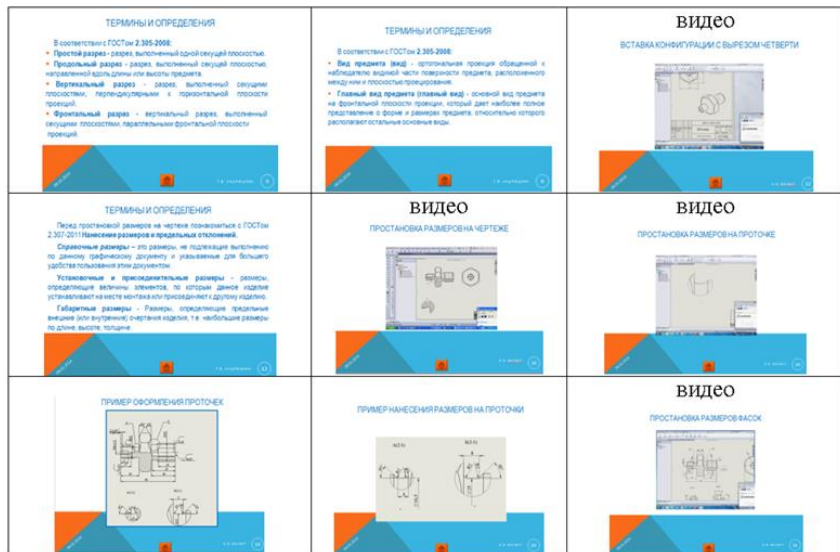 ТЕРМИНЫ И ОПРЕДЕЛЕНИЯ
В соответствии с ГОСТом 2.305-2008:
Простой разрез - разрез, выполненный одной секущей плоскостью.
Продольный разрез - разрез, выполненный секущей плоскостью,
направленной вдоль длины или высоты предмета.
Вертикальный разрез - разрез, выполненный секущими
плоскостями, перпендикулярными к горизонтальной плоскости
проекций.
Фронтальный разрез - вертикальный разрез, выполненный
секущими плоскостями, параллельными фронтальной плоскости
проекций.
ТЕРМИНЫ И ОПРЕДЕЛЕНИЯ
В соответствии с ГОСТом 2.305-2008:
Вид предмета (вид) - ортогональная проекция обращенной к
наблюдателю видимой части поверхности предмета, расположенного
между ним и плоскостью проецирования.
Главный вид предмета (главный вид) - основной вид предмета
на фронтальной плоскости проекций, который дает наиболее полное
представление о форме и размерах предмета, относительно которого
располагают остальные основные виды.
видео
ВСТАВКА КОНФИГУРАЦИИ С ВЫРЕЗОМ ЧЕТВЕРТИ
ТЕРМИНЫ И ОПРЕДЕЛЕНИЯ
Перед простановкой размеров на чертеже познакомиться с ГОСТом
2.307-2011 Нанесение размеров и предельных отклонений.
Справочные размеры – это размеры, не подлежащие выполнению
по данному графическому документу и указываемые для большего
удобства пользования этим документом.
Установочные и присоединительные размеры - размеры,
определяющие величины элементов, по которым данное изделие
устанавливают на месте монтажа или присоединяют к другому изделию.
Габаритные размеры - Размеры, определяющие предельные
внешние (или внутренние) очертания изделия, т.е. наибольшие размеры
по длине, высоте, толщине.
видео
ПРОСТАНОВКА РАЗМЕРОВ НА ЧЕРТЕЖЕ
видео
ПРОСТАНОВКА РАЗМЕРОВ НА ПРОТОЧКЕ
ПРИМЕР ОФОРМЛЕНИЯ ПРОТОЧЕК
ПРИМЕР НАНЕСЕНИЯ РАЗМЕРОВ НА ПРОТОЧКИ
видео
ПРОСТАНОВКА РАЗМЕРОВ ФАСОК